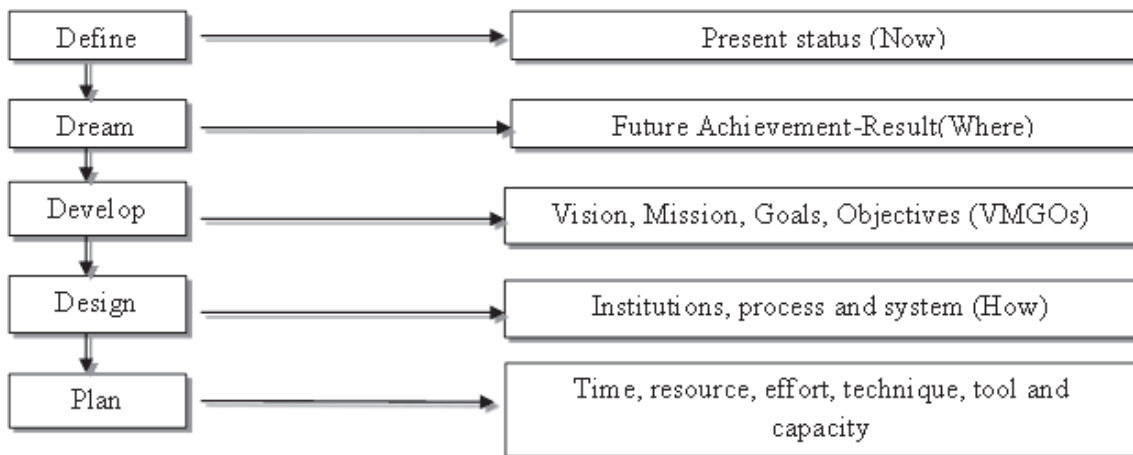 Define
Present status (Now)
Dream
Future Achievement-Result(Where)
Develop
Vision, Mission, Goals, Objectives (VMGOs)
Design
Institutions, process and system (How)
Plan
Time, resource, effort, technique, tool and
capacity